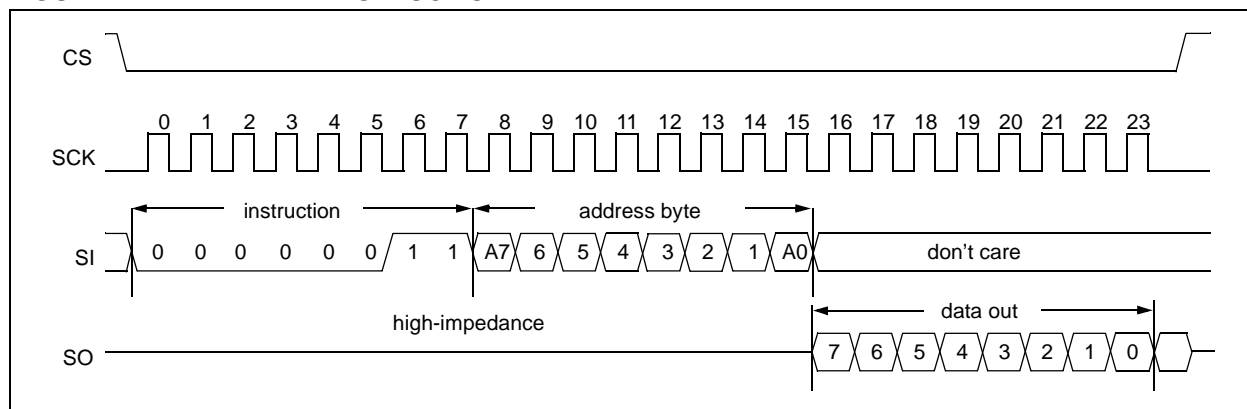 CS
0 1 2 3 4 5 6 7 8 9 10 11 12 13 14 15 16 17 18 19 20 21 22 23
SCK
instruction address byte
SI 0 0 0 0 0 0 1 1 A7 6 5 4 3 2 1 A0 don't care
high-impedance data out
SO 7 6 5 4 3 2 1 0